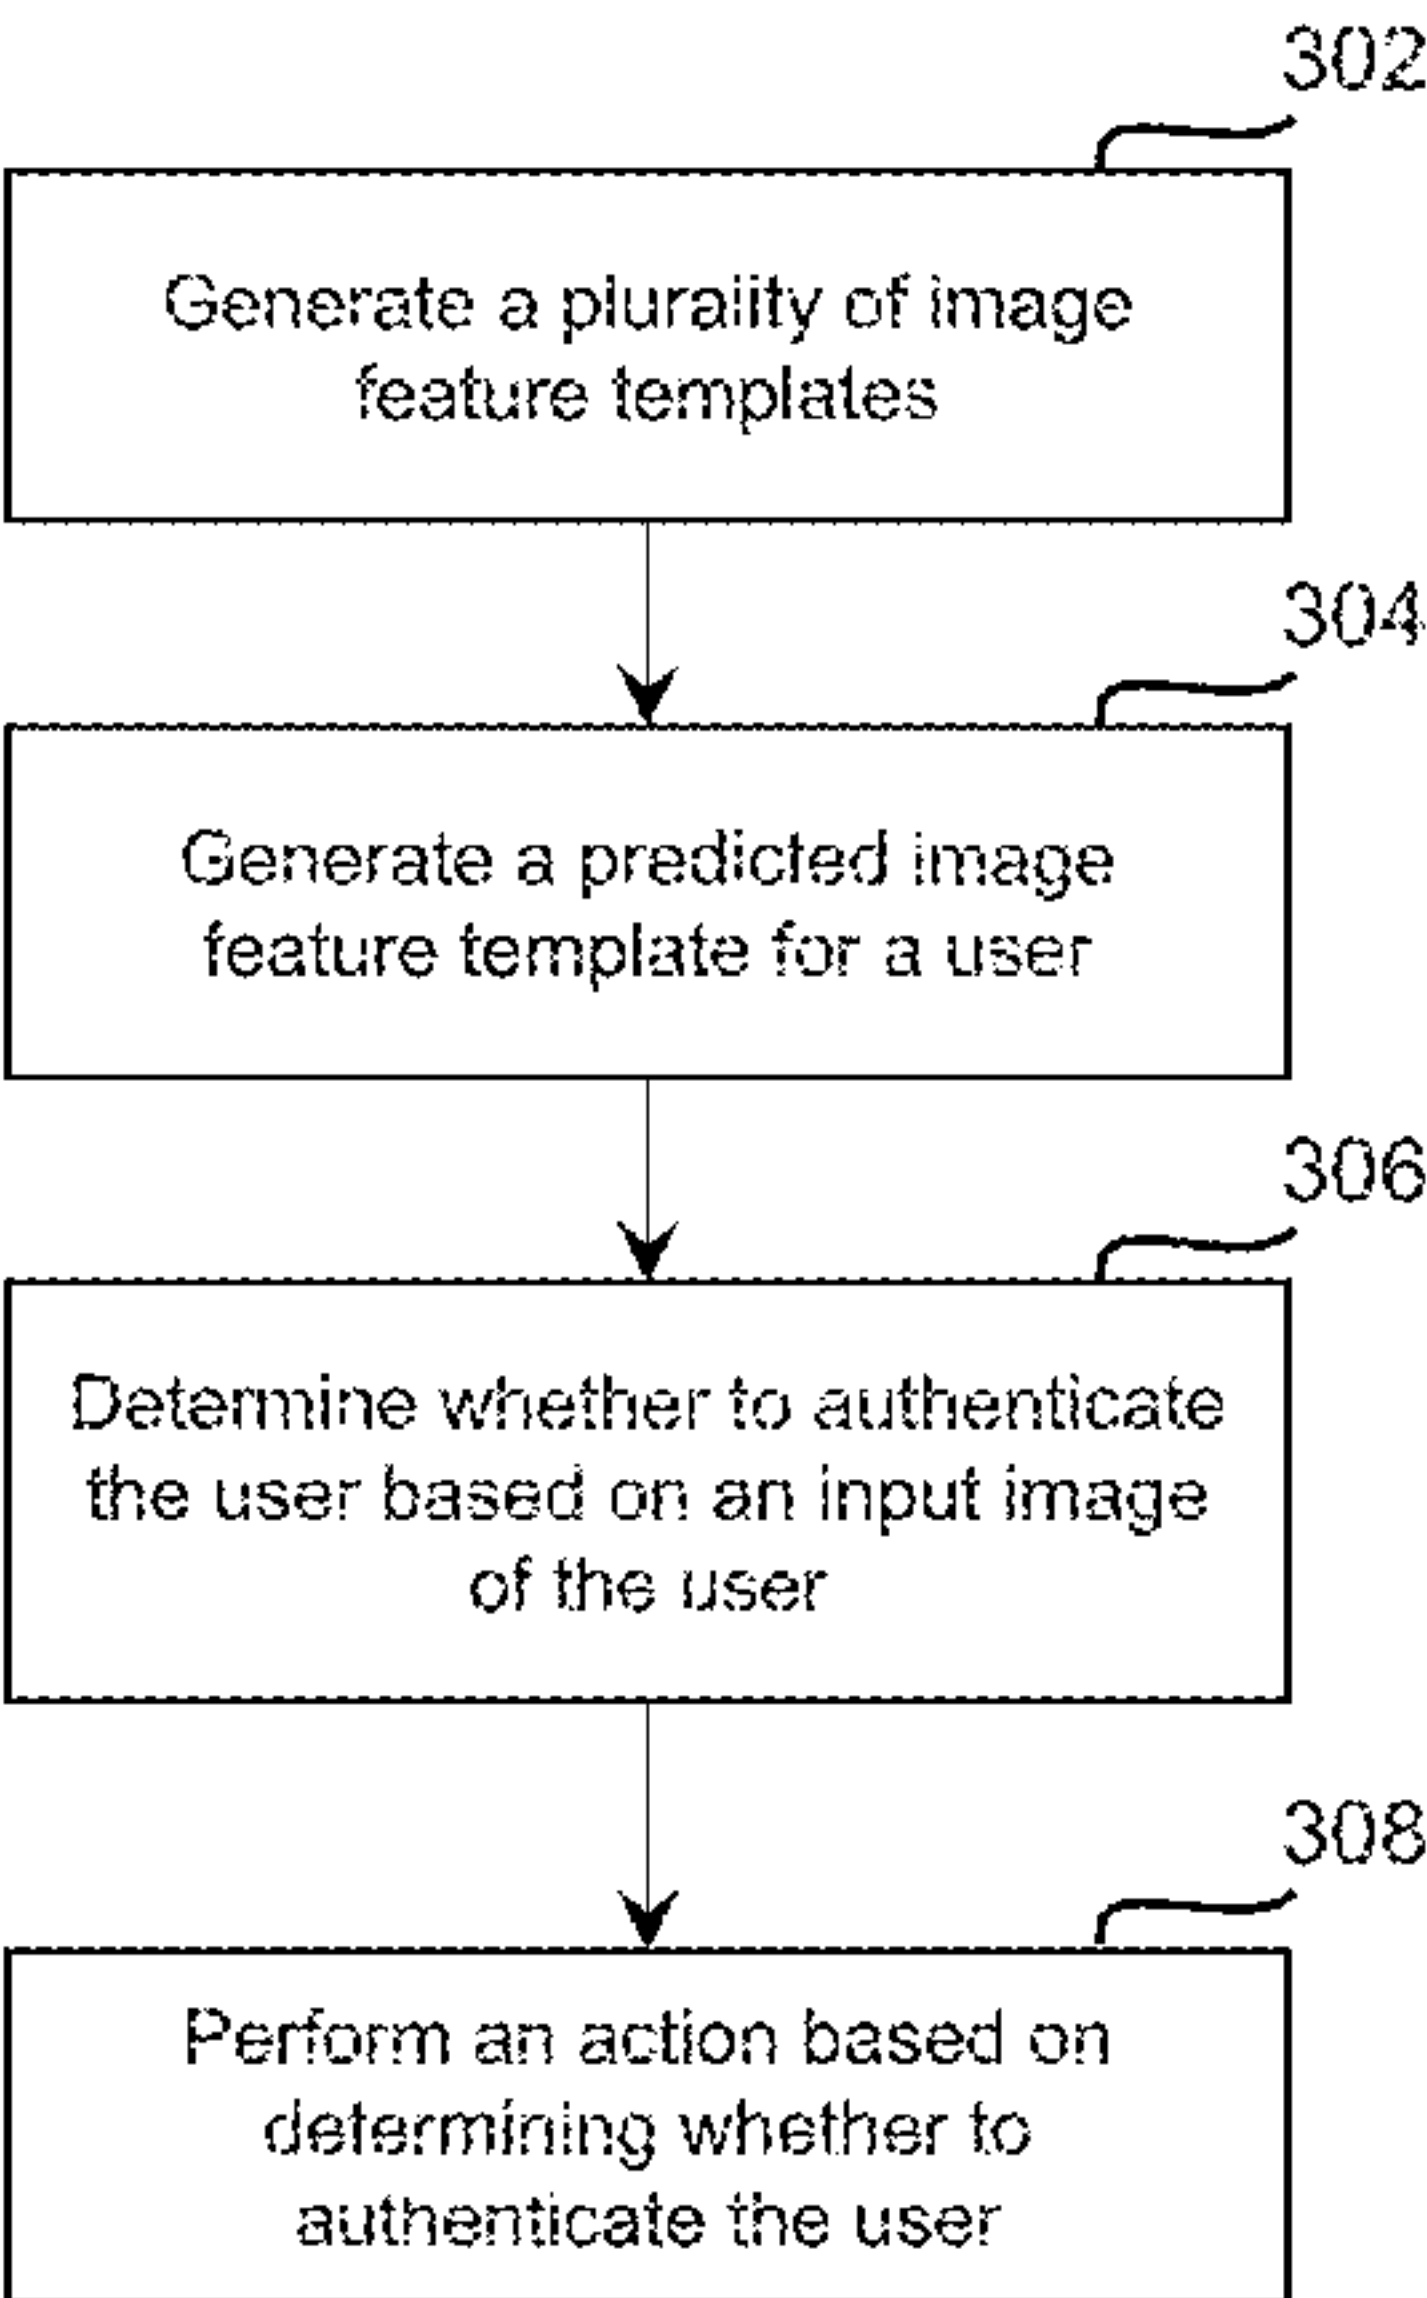 302
Generate a plurality of image
feature templates
304
Generate a predicted image
feature template for a user
306
Determine whether to authenticate
the user based on an input image
of the user
308
Perform an action based on
determining whether to
authenticate the user